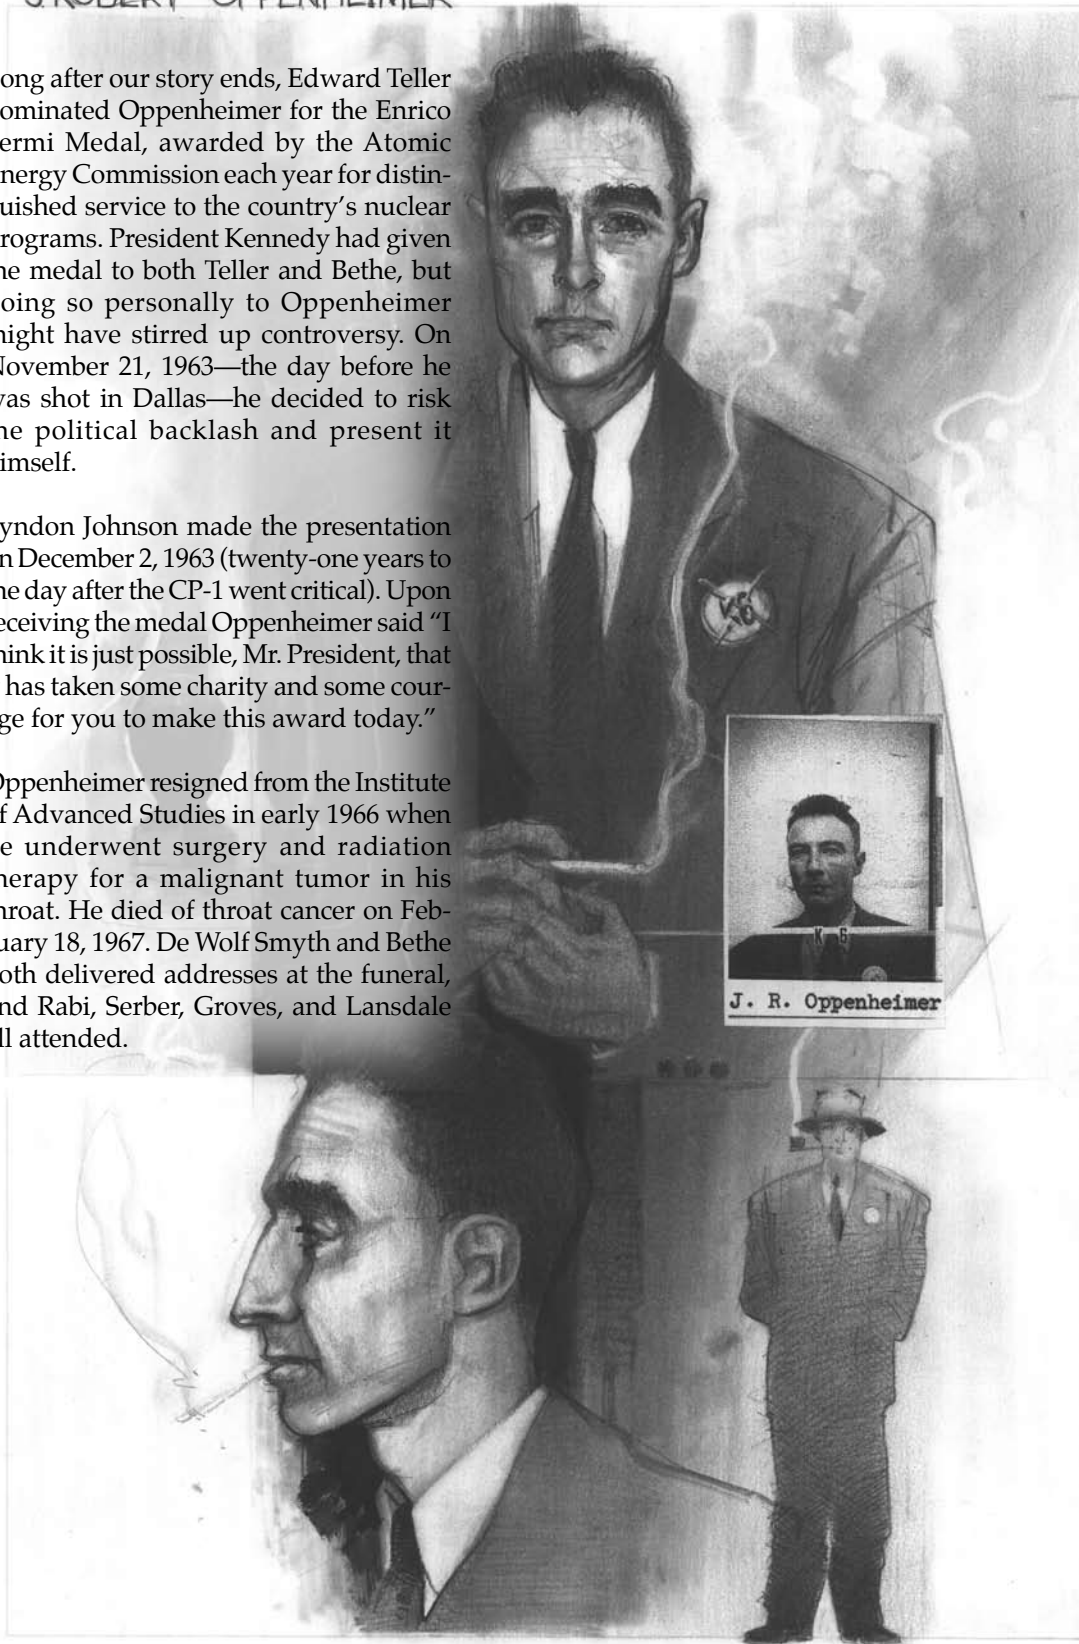 J. ROBERT OPPENHEIMER
ong after our story ends, Edward Teller
ominated Oppenheimer for the Enrico
ermi Medal, awarded by the Atomic
nergy Commission each year for distin-
uished service to the country's nuclear
rograms. President Kennedy had given
he medal to both Teller and Bethe, but
oing so personally to Oppenheimer
might have stirred up controversy. On
November 21, 1963—the day before he
was shot in Dallas—he decided to risk
he political backlash and present it
imself.
yndon Johnson made the presentation
n December 2, 1963 (twenty-one years to
he day after the CP-1 went critical). Upon
eceiving the medal Oppenheimer said “I
hink it is just possible, Mr. President, that
has taken some charity and some cour-
ge for you to make this award today.”
Oppenheimer resigned from the Institute
f Advanced Studies in early 1966 when
e underwent surgery and radiation
herapy for a malignant tumor in his
hroat. He died of throat cancer on Feb-
uary 18, 1967. De Wolf Smyth and Bethe
oth delivered addresses at the funeral,
nd Rabi, Serber, Groves, and Lansdale
ll attended.
K6
K 6
J. R. Oppenheimer